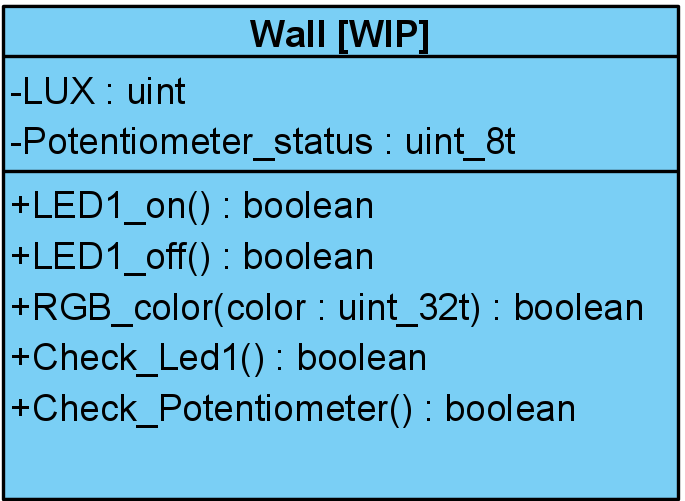 Wall [WIP]
-LUX : uint
-Potentiometer_status : uint_8t
+LED1_on() : boolean
+LED1_off() : boolean
+RGB_color(color : uint_32t) : boolean
+Check_Led1() : boolean
+Check_Potentiometer() : boolean